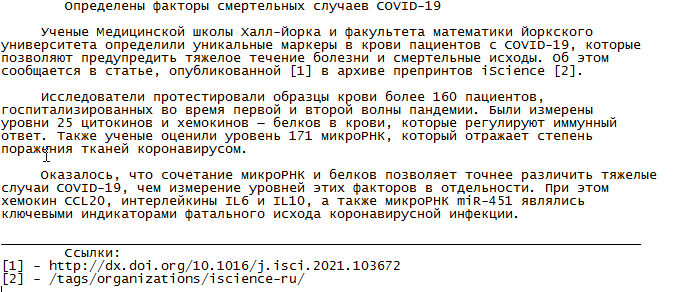 Определены факторы смертельных случаев COVID-19
Ученые Медицинской школы Халл-Йорка и факультета математики Йоркского
университета определили уникальные маркеры в крови пациентов с COVID-19, которые
позволяют предупредить тяжелое течение болезни и смертельные исходы. Об этом
сообщается в статье, опубликованной [1] в архиве препринтов iScience [2].
Исследователи протестировали образцы крови более 160 пациентов,
госпитализированных во время первой и второй волны пандемии. Были измерены
уровни 25 цитокинов и хемокинов — белков в крови, которые регулируют иммунный
ответ. Также ученые оценили уровень 171 микроРНК, который отражает степень
поражения тканей коронавирусом.
Оказалось, что сочетание микроРНК и белков позволяет точнее различить тяжелые
случаи COVID-19, чем измерение уровней этих факторов в отдельности. При этом
хемокин CCL20, интерлейкины IL6 и IL10, а также микроРНК miR-451 являлись
ключевыми индикаторами фатального исхода коронавирусной инфекции.
Ссылки:
[1] - http://dx.doi.org/10.1016/j.isci.2021.103672
[2] - /tags/organizations/iscience-ru/